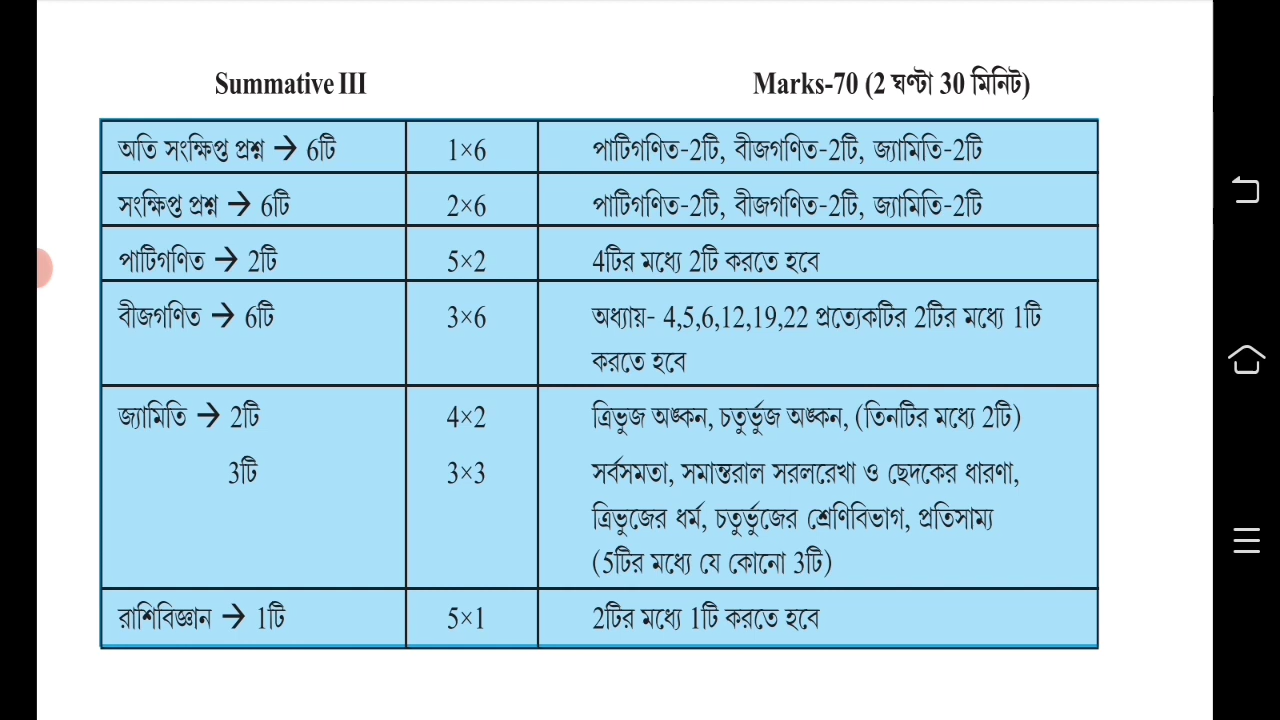 Summative III Marks-70 (2 ঘণ্টা 30 মিনিট)
অতি সংক্ষিপ্ত প্রশ্ন → 6টি 1×6 পাটিগণিত-2টি, বীজগণিত-2টি, জ্যামিতি-2টি
সংক্ষিপ্ত প্রশ্ন → 6টি 2×6 পাটিগণিত-2টি, বীজগণিত-2টি, জ্যামিতি-2টি
পাটিগণিত → 2টি 5×2 4টির মধ্যে 2টি করতে হবে
বীজগণিত → 6টি 3×6 অধ্যায়- 4,5,6,12,19,22 প্রত্যেকটির 2টির মধ্যে 1টি
করতে হবে
জ্যামিতি → 2টি 4×2 ত্রিভুজ অঙ্কন, চতুর্ভুজ অঙ্কন, (তিনটির মধ্যে 2টি)
3টি 3×3 সর্বসমতা, সমান্তরাল সরলরেখা ও ছেদকের ধারণা,
ত্রিভুজের ধর্ম, চতুর্ভুজের শ্রেণিবিভাগ, প্রতিসাম্য
(5টির মধ্যে যে কোনো 3টি)
রাশিবিজ্ঞান → 1টি 5×1 2টির মধ্যে 1টি করতে হবে